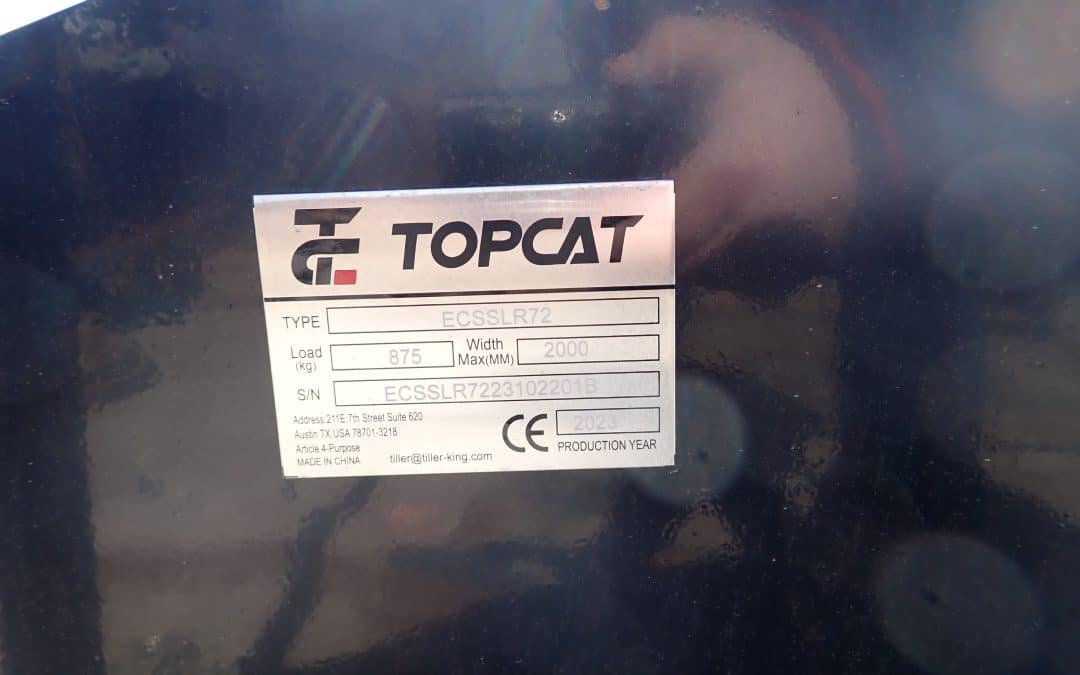 TC TOPCAT
TYPE ECSSLR72
Load (kg) 875 Width Max(MM) 2000
S/N ECSSLR7223102201B
Address:211E.7th Street Suite 620
Austin TX,USA 78701-3218
Article 4-Purpose
MADE IN CHINA
tiller@tiller-king.com
CE 2023
PRODUCTION YEAR